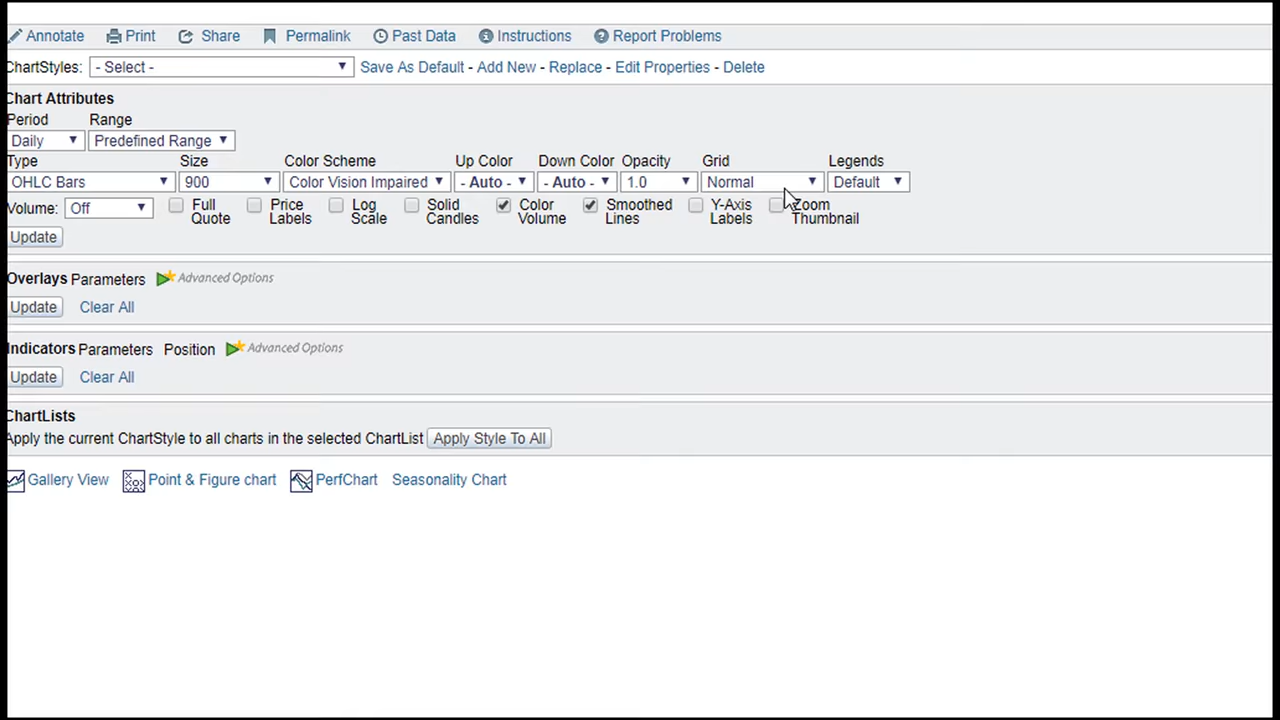 Annotate Print Share Permalink Past Data Instructions Report Problems
ChartStyles: - Select - Save As Default - Add New - Replace - Edit Properties - Delete
Chart Attributes
Period Range
Daily Predefined Range
Type Size Color Scheme Up Color Down Color Opacity Grid Legends
OHLC Bars 900 Color Vision Impaired - Auto - - Auto - 1.0 Normal Default
Volume: Off Full Quote Price Labels Log Scale Solid Candles Color Volume Smoothed Lines Y-Axis Labels Zoom Thumbnail
Update
Overlays Parameters Advanced Options
Update Clear All
Indicators Parameters Position Advanced Options
Update Clear All
ChartLists
Apply the current ChartStyle to all charts in the selected ChartList Apply Style To All
Gallery View Point & Figure chart PerfChart Seasonality Chart